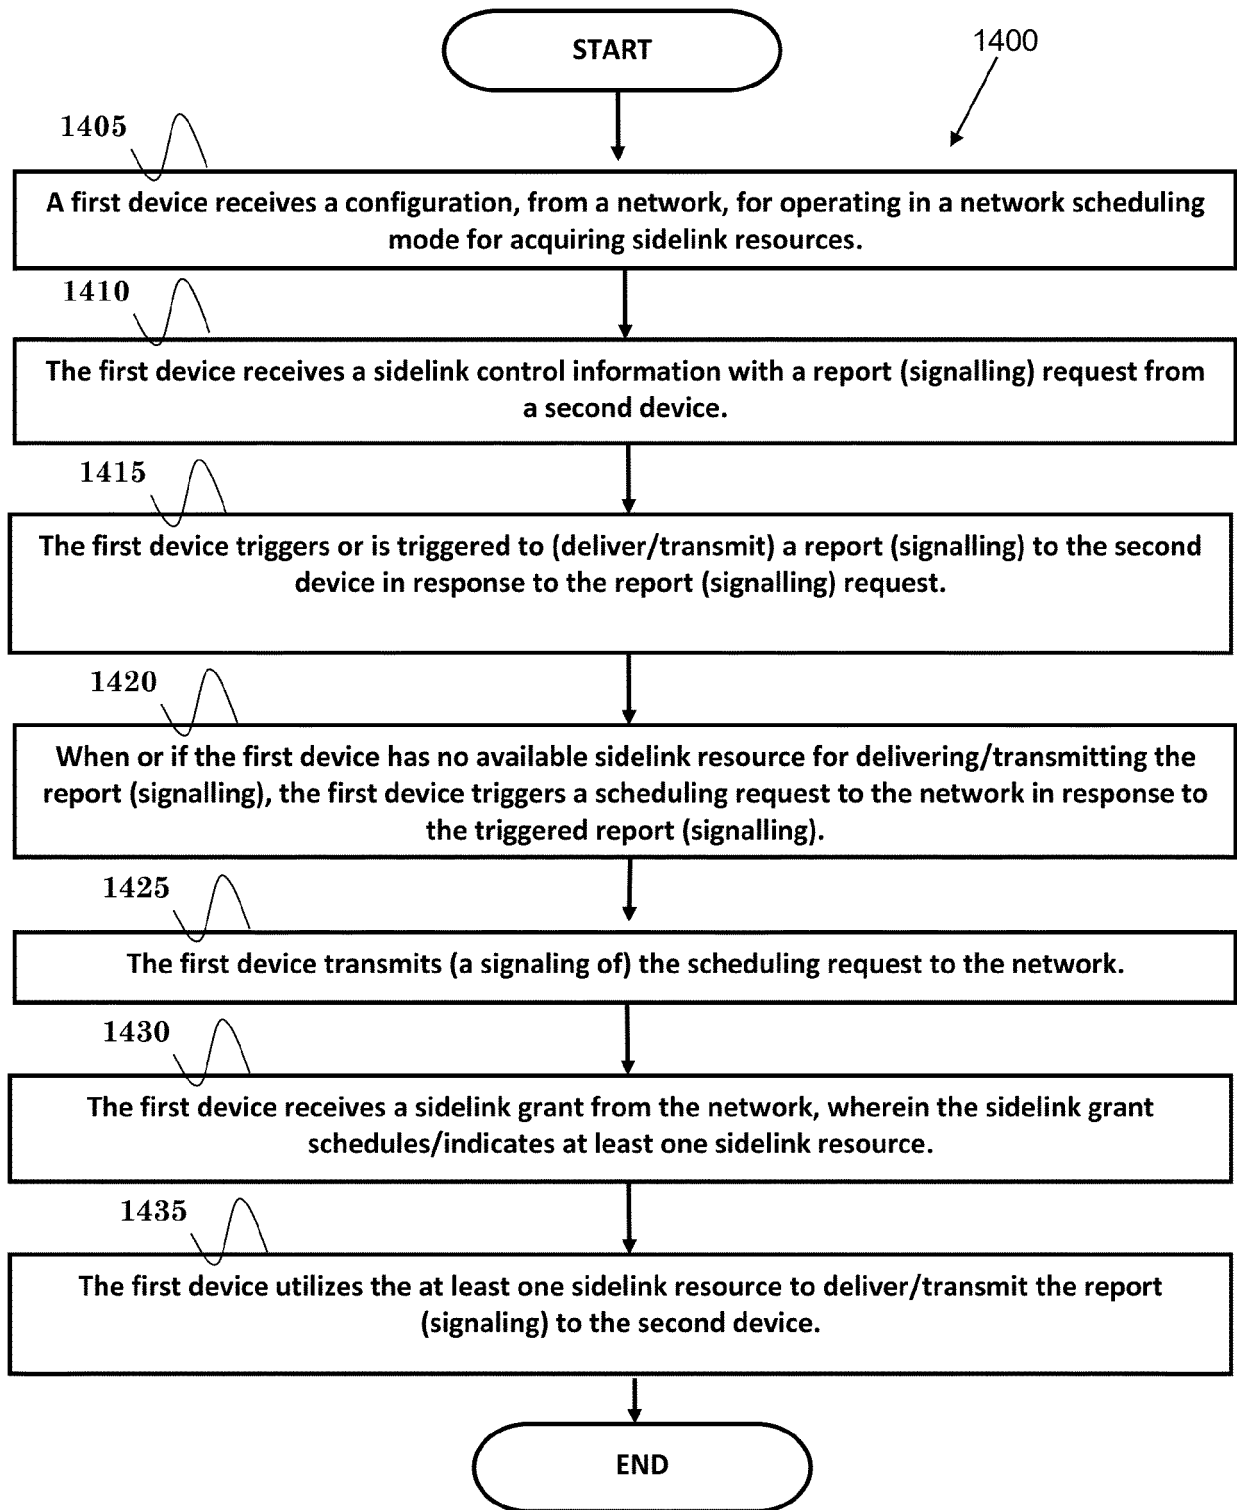 START
1400
1405
A first device receives a configuration, from a network, for operating in a network scheduling
mode for acquiring sidelink resources.
1410
The first device receives a sidelink control information with a report (signalling) request from
a second device.
1415
The first device triggers or is triggered to (deliver/transmit) a report (signalling) to the second
device in response to the report (signalling) request.
1420
When or if the first device has no available sidelink resource for delivering/transmitting the
report (signalling), the first device triggers a scheduling request to the network in response to
the triggered report (signalling).
1425
The first device transmits (a signaling of) the scheduling request to the network.
1430
The first device receives a sidelink grant from the network, wherein the sidelink grant
schedules/indicates at least one sidelink resource.
1435
The first device utilizes the at least one sidelink resource to deliver/transmit the report
(signaling) to the second device.
END